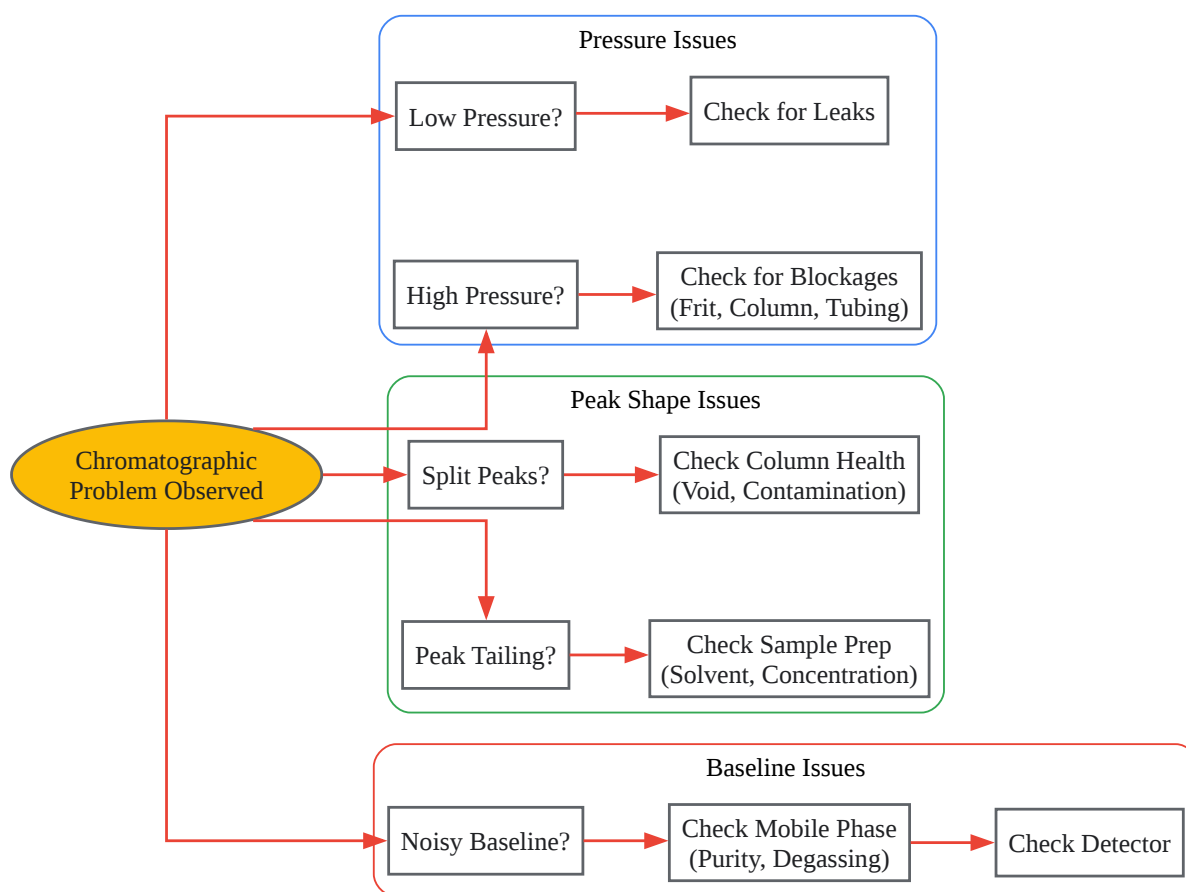 Pressure Issues
Low Pressure?
Check for Leaks
High Pressure?
Check for Blockages
(Frit, Column, Tubing)
Chromatographic
Problem Observed
Peak Shape Issues
Split Peaks?
Check Column Health
(Void, Contamination)
Peak Tailing?
Check Sample Prep
(Solvent, Concentration)
Baseline Issues
Noisy Baseline?
Check Mobile Phase
(Purity, Degassing)
Check Detector